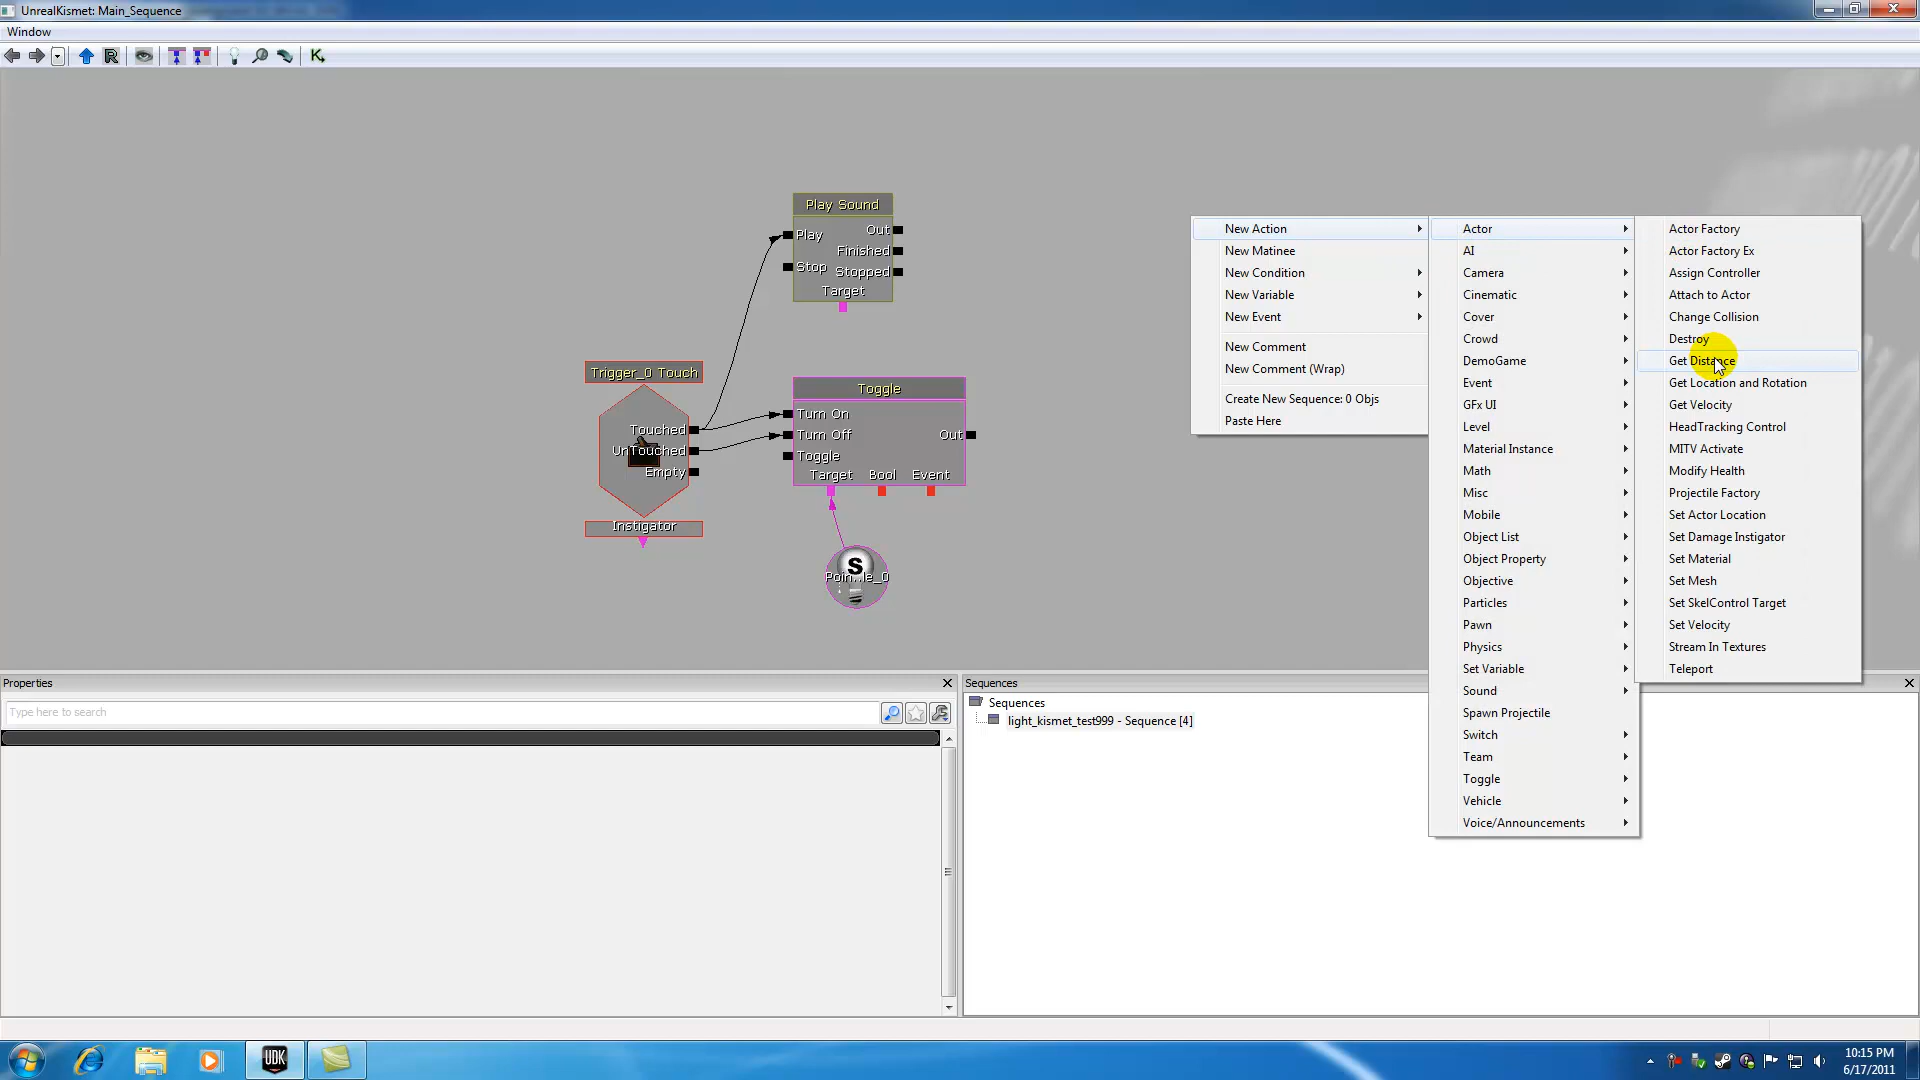 UnrealKismet: Main_Sequence
Window
K
Play Sound
Play
Out
Finished
Stop
Stopped
Target
Trigger_0 Touch
Touched
UnTouched
Empty
Instigator
Toggle
Turn On
Turn Off
Out
Toggle
Target
Bool
Event
S
Poin...le_0
New Action
New Matinee
New Condition
New Variable
New Event
New Comment
New Comment (Wrap)
Create New Sequence: 0 Objs
Paste Here
Actor
AI
Camera
Cinematic
Cover
Crowd
DemoGame
Event
GFx UI
Level
Material Instance
Math
Misc
Mobile
Object List
Object Property
Objective
Particles
Pawn
Physics
Set Variable
Sound
Spawn Projectile
Switch
Team
Toggle
Vehicle
Voice/Announcements
Actor Factory
Actor Factory Ex
Assign Controller
Attach to Actor
Change Collision
Destroy
Get Distance
Get Location and Rotation
Get Velocity
HeadTracking Control
MITV Activate
Modify Health
Projectile Factory
Set Actor Location
Set Damage Instigator
Set Material
Set Mesh
Set SkelControl Target
Set Velocity
Stream In Textures
Teleport
Properties
Type here to search
Sequences
Sequences
light_kismet_test999 - Sequence [4]
UDK
10:15 PM
6/17/2011